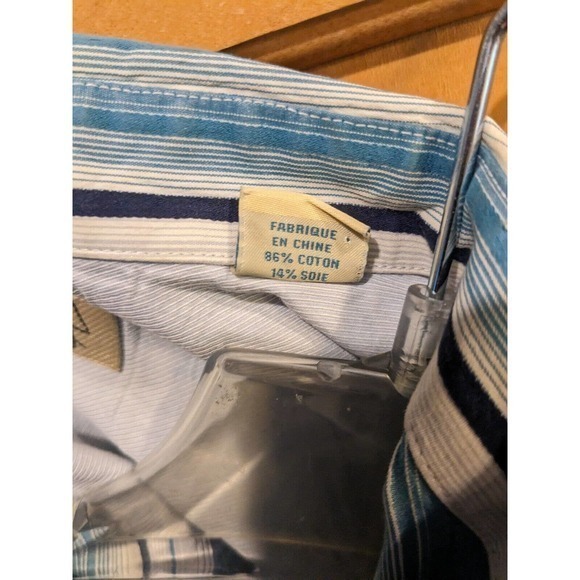 FABRIQUE
EN CHINE
86% COTON
14% SOIE